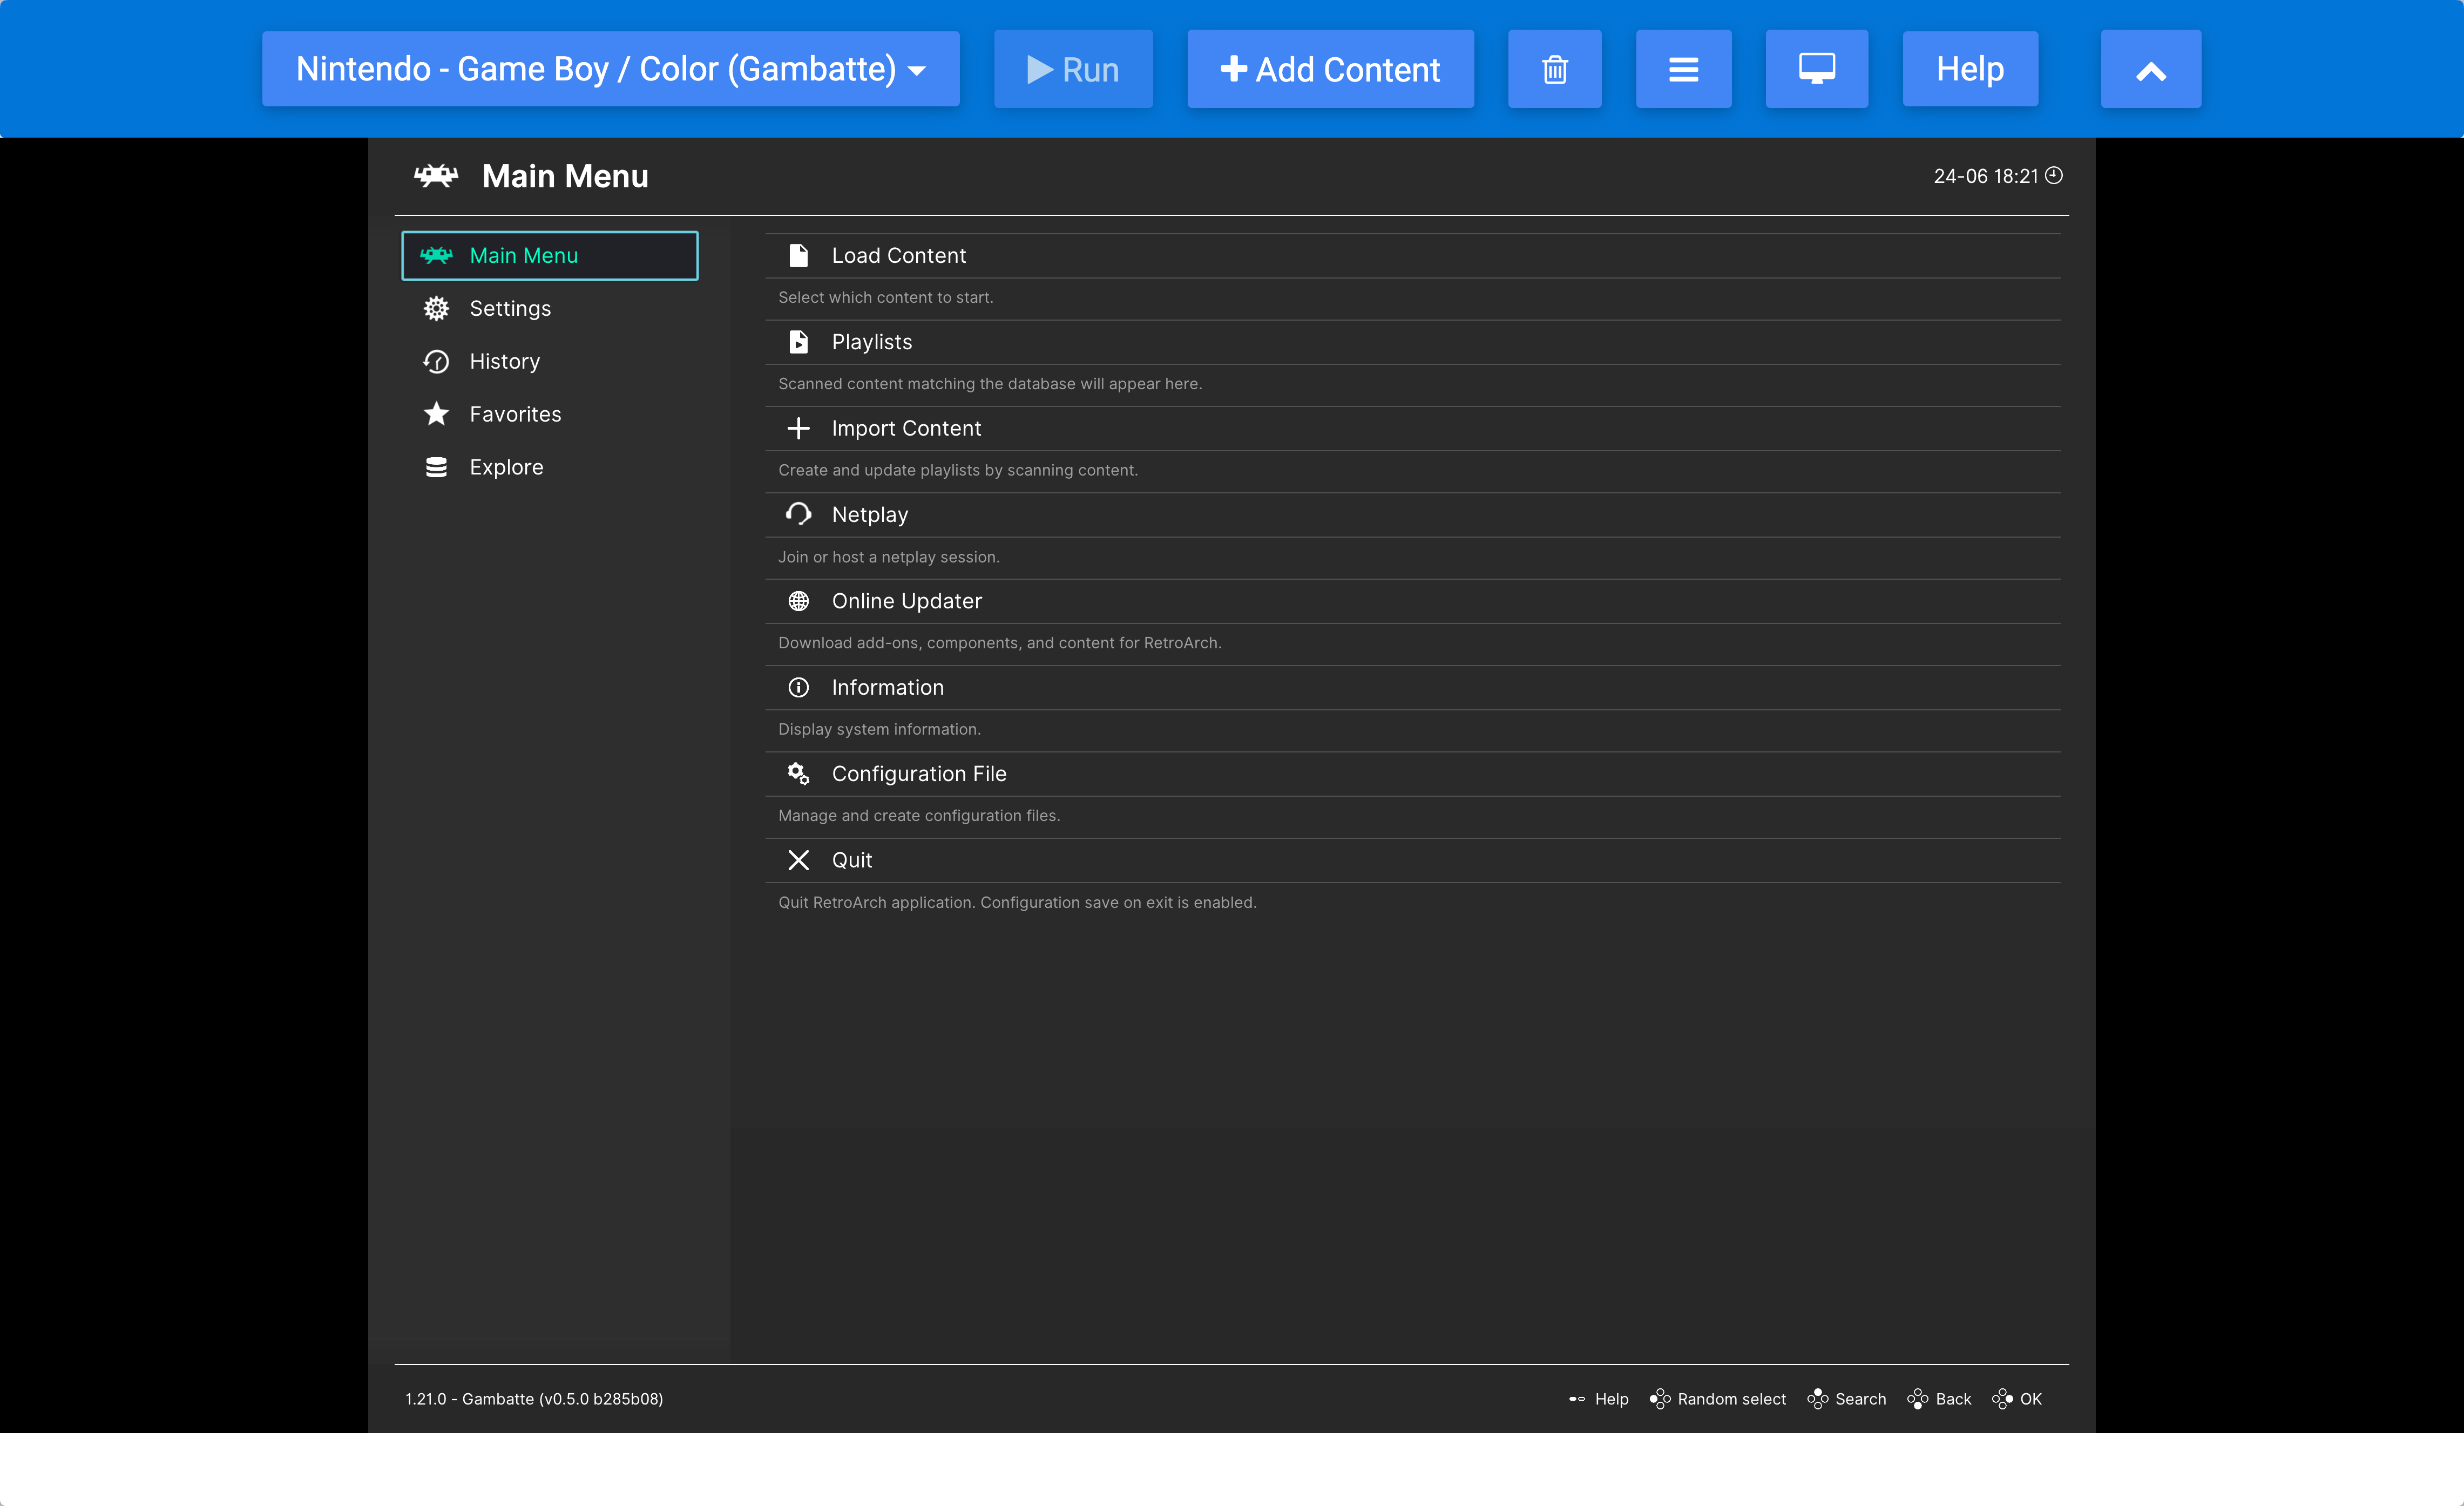 Nintendo - Game Boy / Color (Gambatte)
Run
Add Content
Help
Main Menu
24-06 18:21
Main Menu
Settings
History
Favorites
Explore
Load Content
Select which content to start.
Playlists
Scanned content matching the database will appear here.
Import Content
Create and update playlists by scanning content.
Netplay
Join or host a netplay session.
Online Updater
Download add-ons, components, and content for RetroArch.
Information
Display system information.
Configuration File
Manage and create configuration files.
Quit
Quit RetroArch application. Configuration save on exit is enabled.
1.21.0 - Gambatte (v0.5.0 b285b08)
Help
Random select
Search
Back
OK